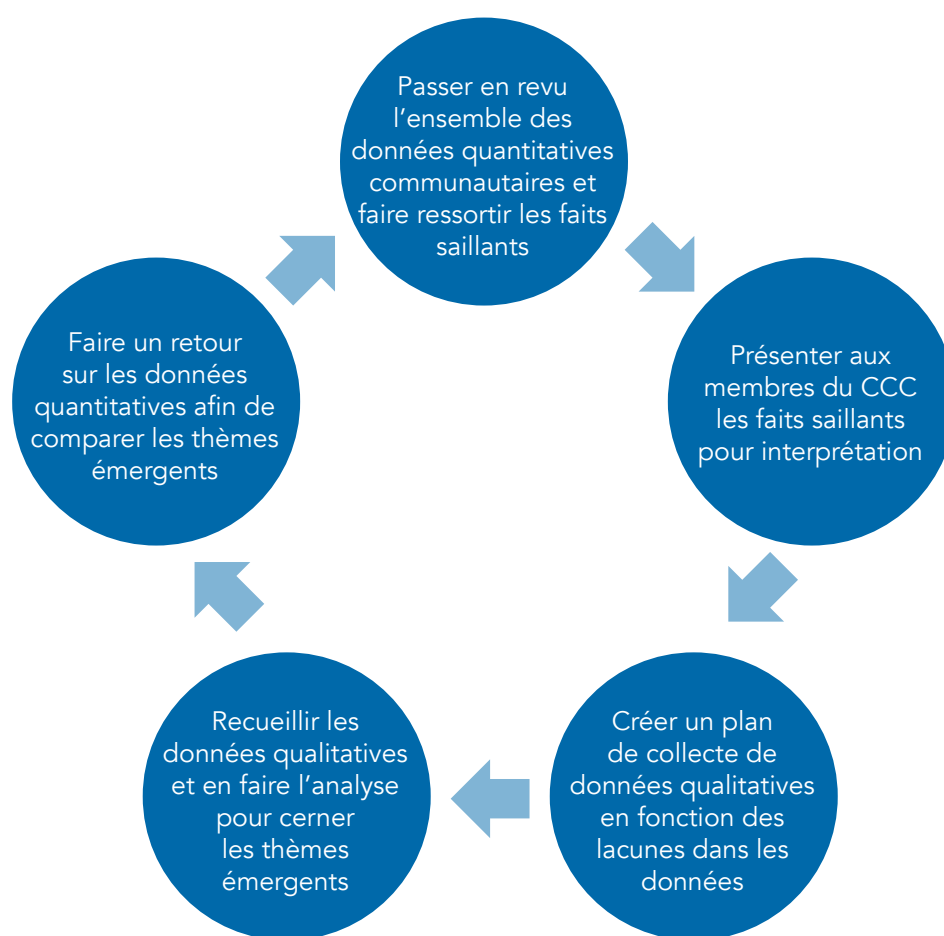 Passer en revu
l'ensemble des
données quantitatives
communautaires et
faire ressortir les faits
saillants
Présenter aux
membres du CCC
les faits saillants
pour interprétation
Créer un plan
de collecte de
données qualitatives
en fonction des
lacunes dans les
données
Recueillir les
données qualitatives
et en faire l'analyse
pour cerner
les thèmes
émergents
Faire un retour
sur les données
quantitatives afin de
comparer les thèmes
émergents